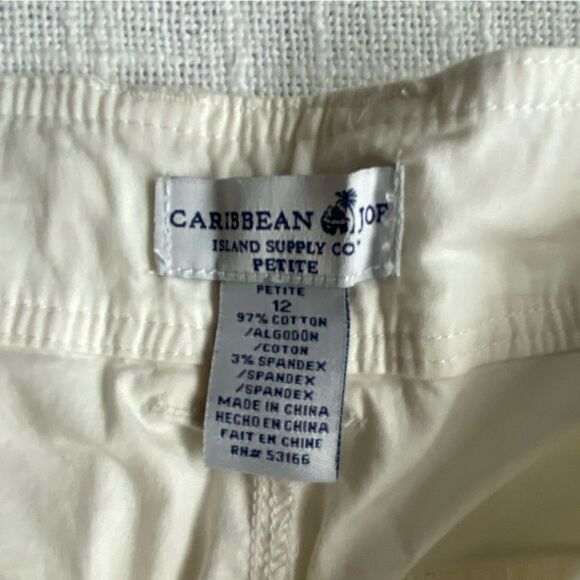 CARIBBEAN JOE
ISLAND SUPPLY CO
PETITE
PETITE
12
97% COTTON
/ALGODÓN
/COTON
3% SPANDEX
/SPANDEX
/SPANDEX
MADE IN CHINA
HECHO EN CHINA
FAIT EN CHINE
RN# 53166